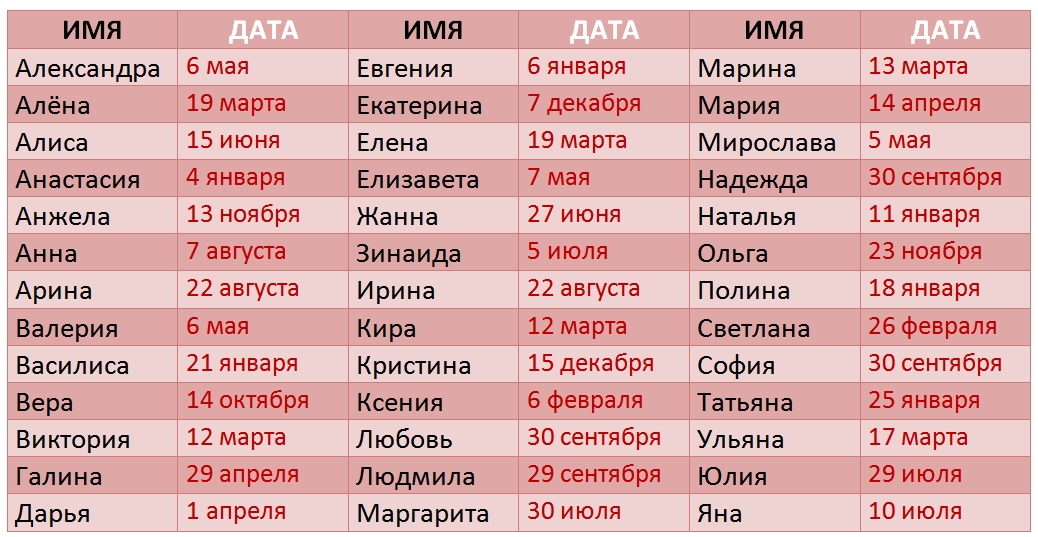 ИМЯ ДАТА ИМЯ ДАТА ИМЯ ДАТА
Александра 6 мая Евгения 6 января Марина 13 марта
Алёна 19 марта Екатерина 7 декабря Мария 14 апреля
Алиса 15 июня Елена 19 марта Мирослава 5 мая
Анастасия 4 января Елизавета 7 мая Надежда 30 сентября
Анжела 13 ноября Жанна 27 июня Наталья 11 января
Анна 7 августа Зинаида 5 июля Ольга 23 ноября
Арина 22 августа Ирина 22 августа Полина 18 января
Валерия 6 мая Кира 12 марта Светлана 26 февраля
Василиса 21 января Кристина 15 декабря София 30 сентября
Вера 14 октября Ксения 6 февраля Татьяна 25 января
Виктория 12 марта Любовь 30 сентября Ульяна 17 марта
Галина 29 апреля Людмила 29 сентября Юлия 29 июля
Дарья 1 апреля Маргарита 30 июля Яна 10 июля